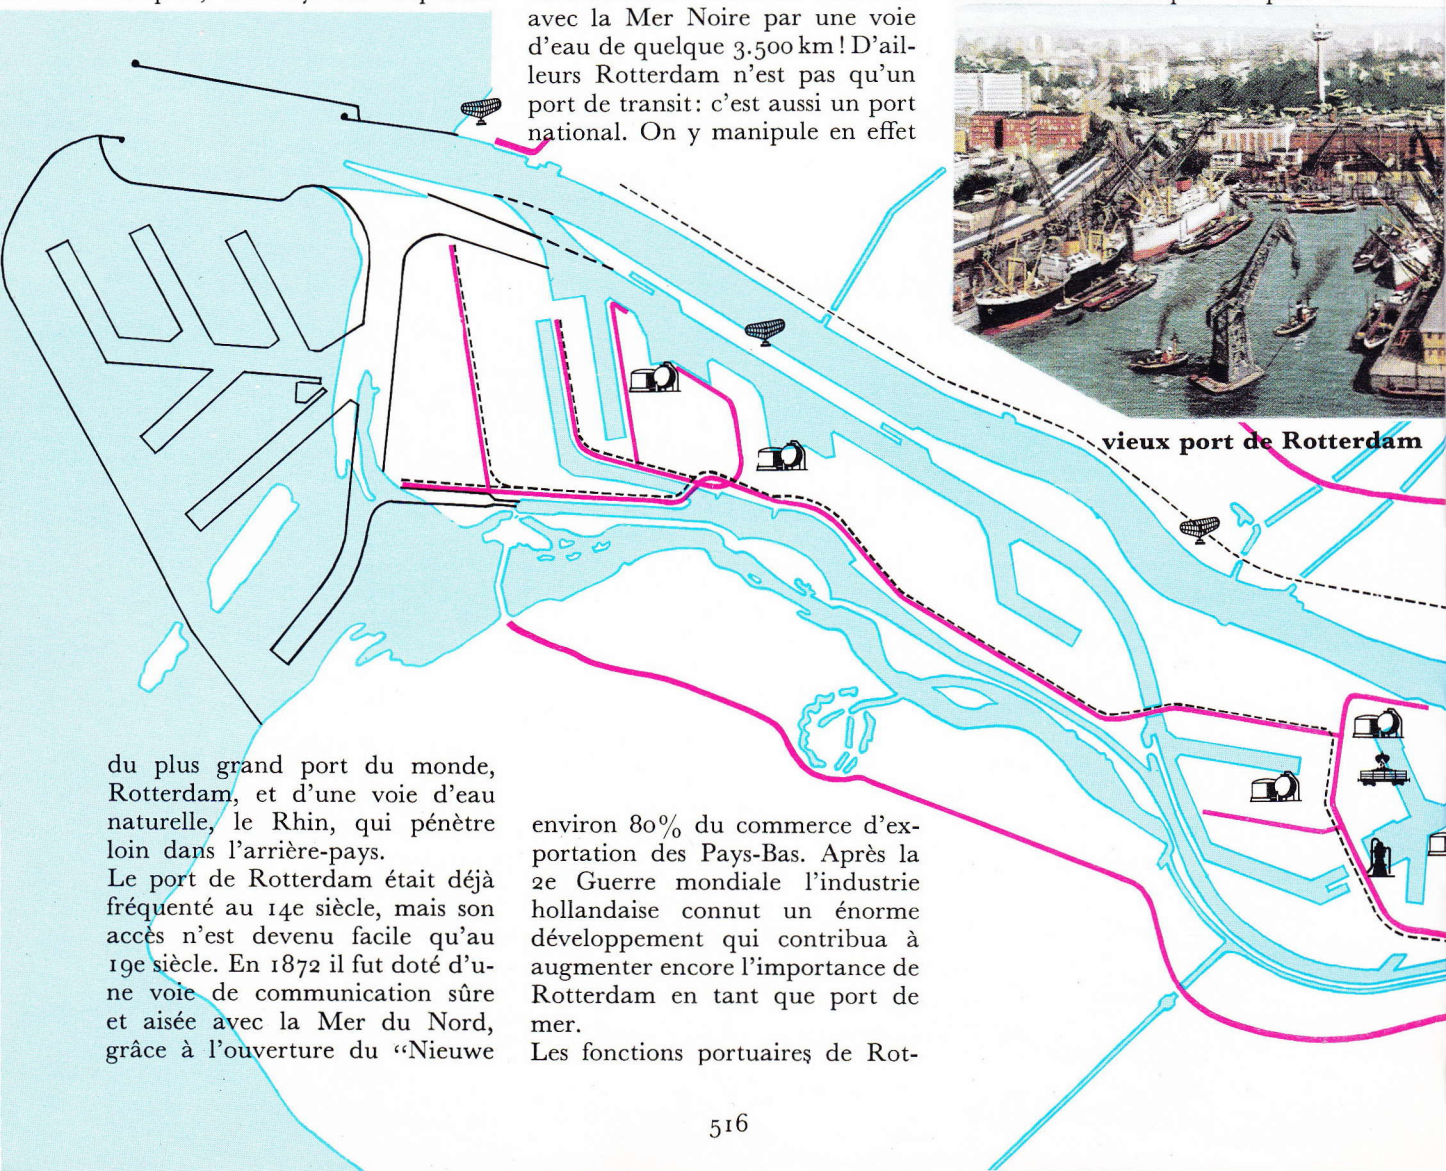 du plus grand port du monde,
Rotterdam, et d'une voie d'eau
naturelle, le Rhin, qui pénètre
loin dans l'arrière-pays.
Le port de Rotterdam était déjà
fréquenté au 14e siècle, mais son
accès n'est devenu facile qu'au
19e siècle. En 1872 il fut doté d'u-
ne voie de communication sûre
et aisée avec la Mer du Nord,
grâce à l'ouverture du “Nieuwe
avec la Mer Noire par une voie
d'eau de quelque 3.500 km! D'ail-
leurs Rotterdam n'est pas qu'un
port de transit: c'est aussi un port
national. On y manipule en effet
environ 80% du commerce d'ex-
portation des Pays-Bas. Après la
2e Guerre mondiale l'industrie
hollandaise connut un énorme
développement qui contribua à
augmenter encore l'importance de
Rotterdam en tant que port de
mer.
Les fonctions portuaires de Rot-
vieux port de Rotterdam
516